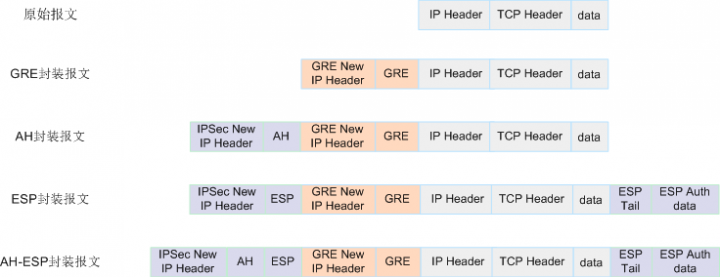 原始报文 IP Header TCP Header data
GRE封装报文 GRE New IP Header GRE IP Header TCP Header data
AH封装报文 IPSec New IP Header AH GRE New IP Header GRE IP Header TCP Header data
ESP封装报文 IPSec New IP Header ESP GRE New IP Header GRE IP Header TCP Header data ESP Tail ESP Auth data
AH-ESP封装报文 IPSec New IP Header AH ESP GRE New IP Header GRE IP Header TCP Header data ESP Tail ESP Auth data